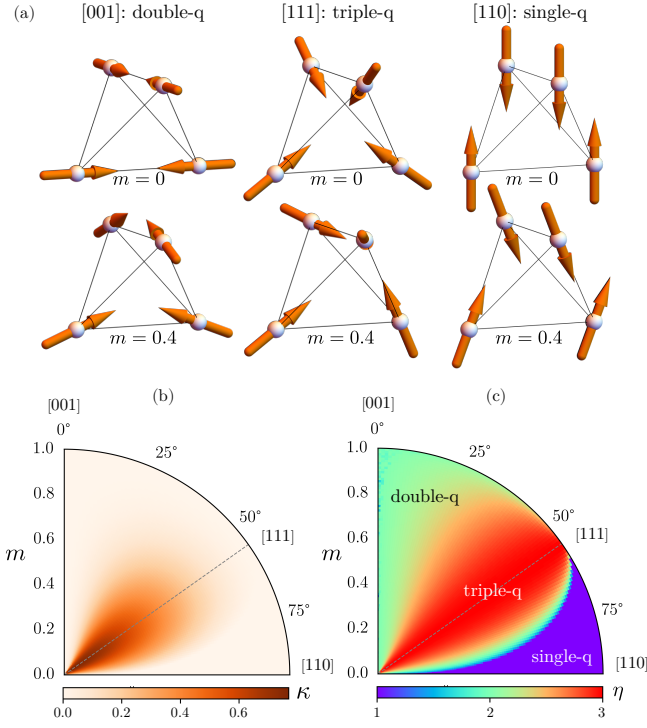 (a)
[001]: double-q
[111]: triple-q
[110]: single-q
m = 0
m = 0
m = 0
m = 0.4
m = 0.4
m = 0.4
(b)
[001]
0°
25°
50°
[111]
75°
[110]
1.0
0.8
0.6
m
0.4
0.2
0.0
0.0
0.2
0.4
0.6
κ
(c)
[001]
0°
25°
50°
[111]
75°
[110]
1.0
0.8
0.6
m
0.4
0.2
0.0
double-q
triple-q
single-q
1
2
3
η